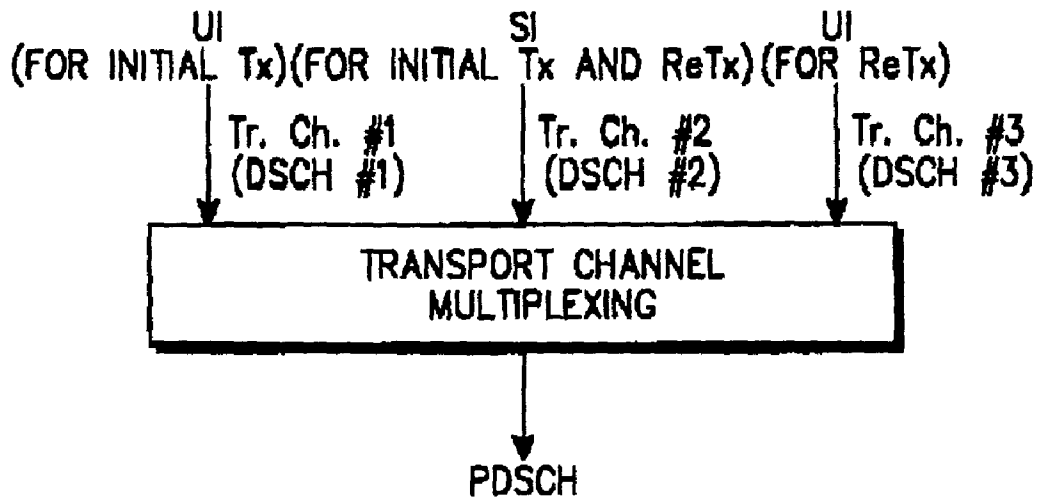 UI SI UI
(FOR INITIAL Tx)(FOR INITIAL Tx AND ReTx)(FOR ReTx)
Tr. Ch. #1 Tr. Ch. #2 Tr. Ch. #3
(DSCH #1) (DSCH #2) (DSCH #3)
TRANSPORT CHANNEL
MULTIPLEXING
PDSCH